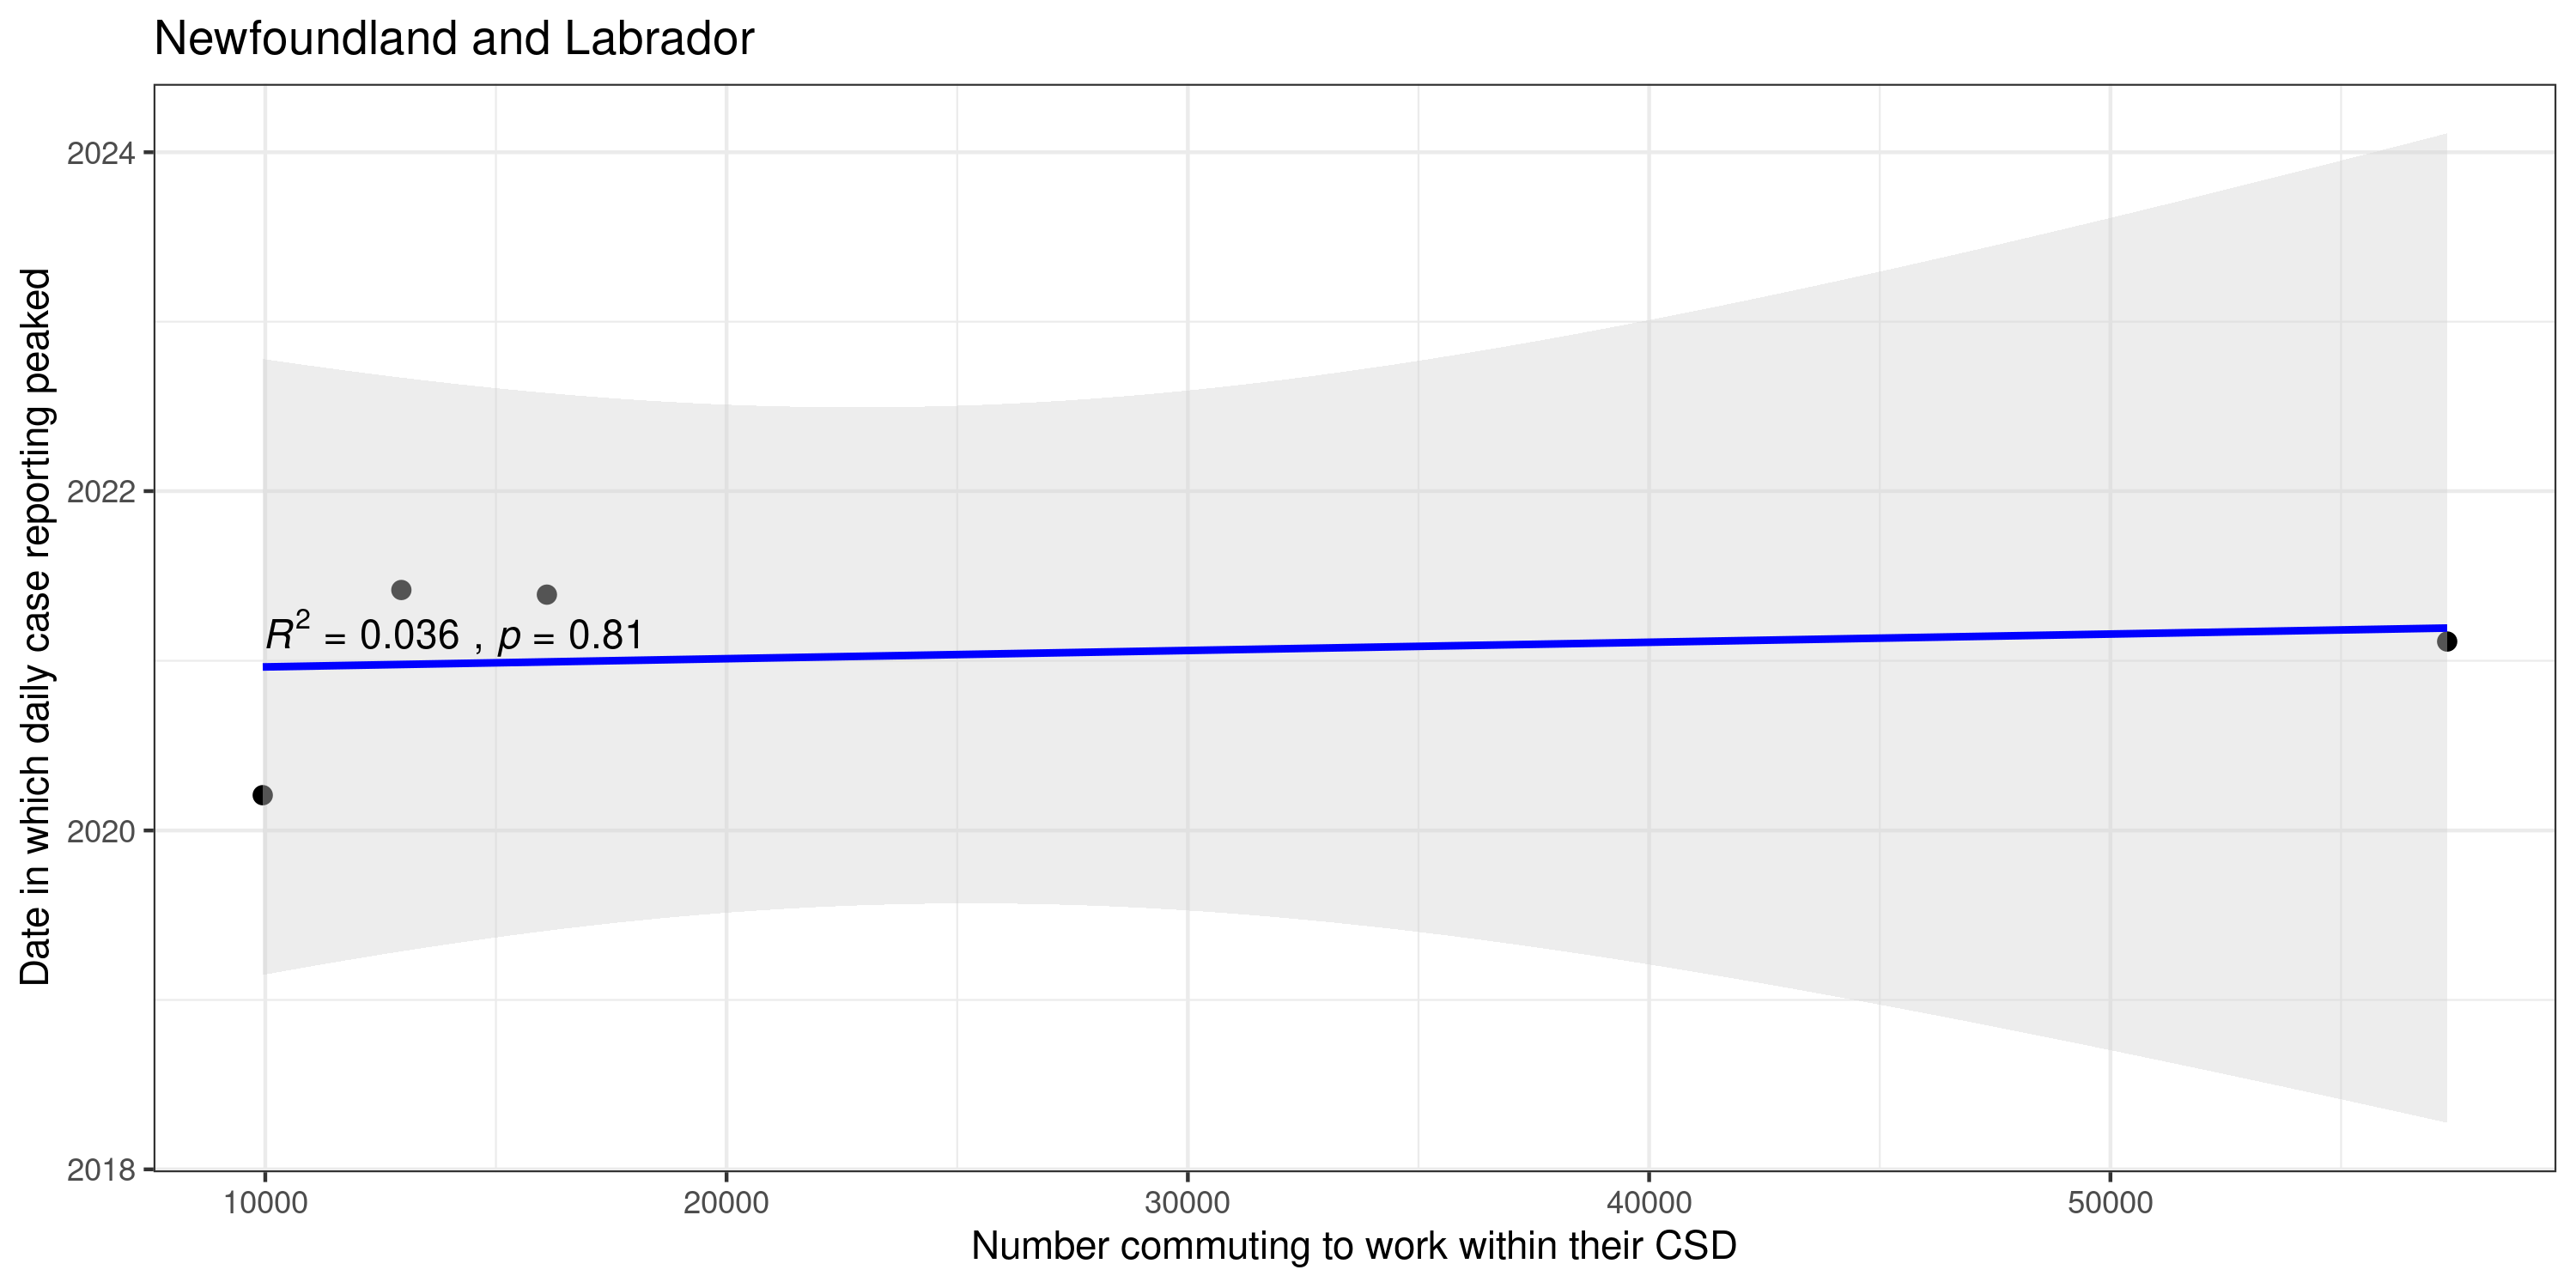 Newfoundland and Labrador
Date in which daily case reporting peaked
2024
2022
2020
2018
R² = 0.036 , p = 0.81
10000 20000 30000 40000 50000
Number commuting to work within their CSD